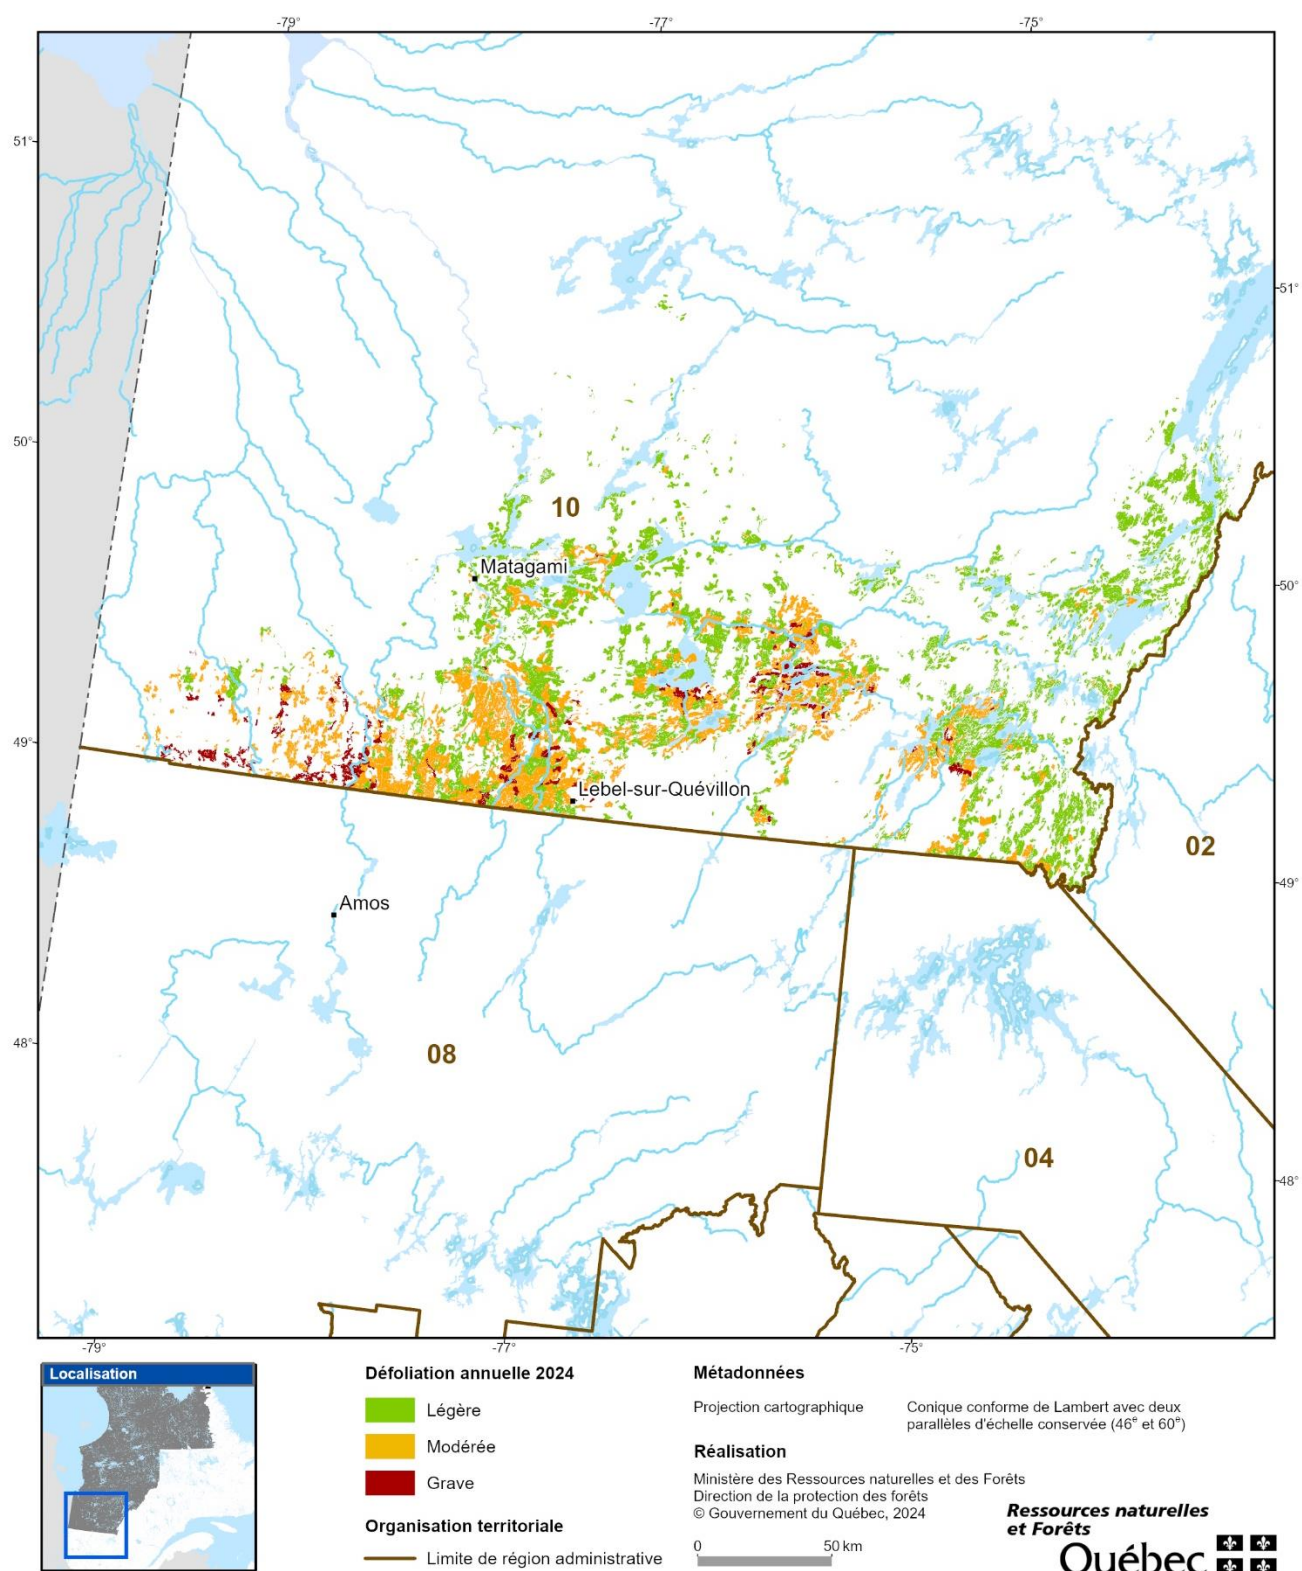 -79° -77° -75°
51°
51°
50°
10
Matagami
50°
49°
Lebel-sur-Quévillon
02
49°
Amos
48°
08
04
48°
-79° -77° -75°
Localisation
Défoliation annuelle 2024
Légère
Modérée
Grave
Organisation territoriale
Limite de région administrative
Métadonnées
Projection cartographique
Conique conforme de Lambert avec deux
parallèles d'échelle conservée (46e et 60e)
Réalisation
Ministère des Ressources naturelles et des Forêts
Direction de la protection des forêts
© Gouvernement du Québec, 2024
0 50 km
Ressources naturelles
et Forêts
Québec